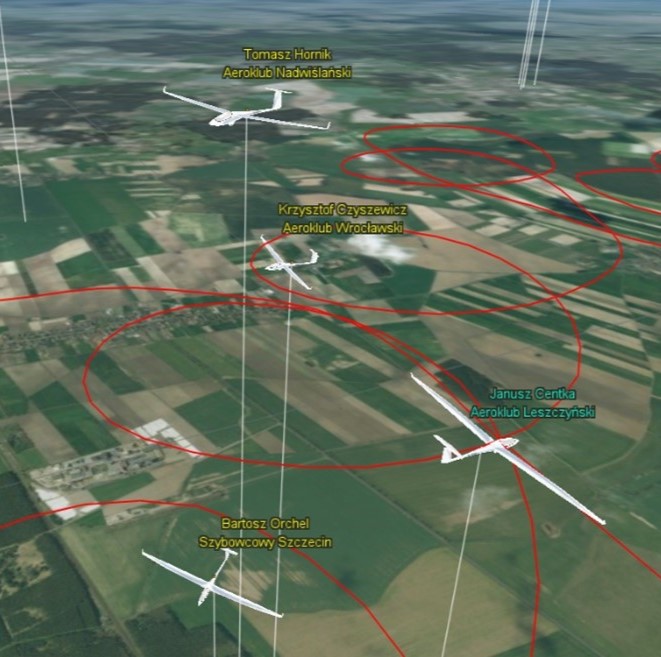 Tomasz Hornik
Aeroklub Nadwiślański
Krzysztof Czyszewicz
Aeroklub Wrocławski
Janusz Centka
Aeroklub Leszczyński
Bartosz Orchel
Szybowcowy Szczecin